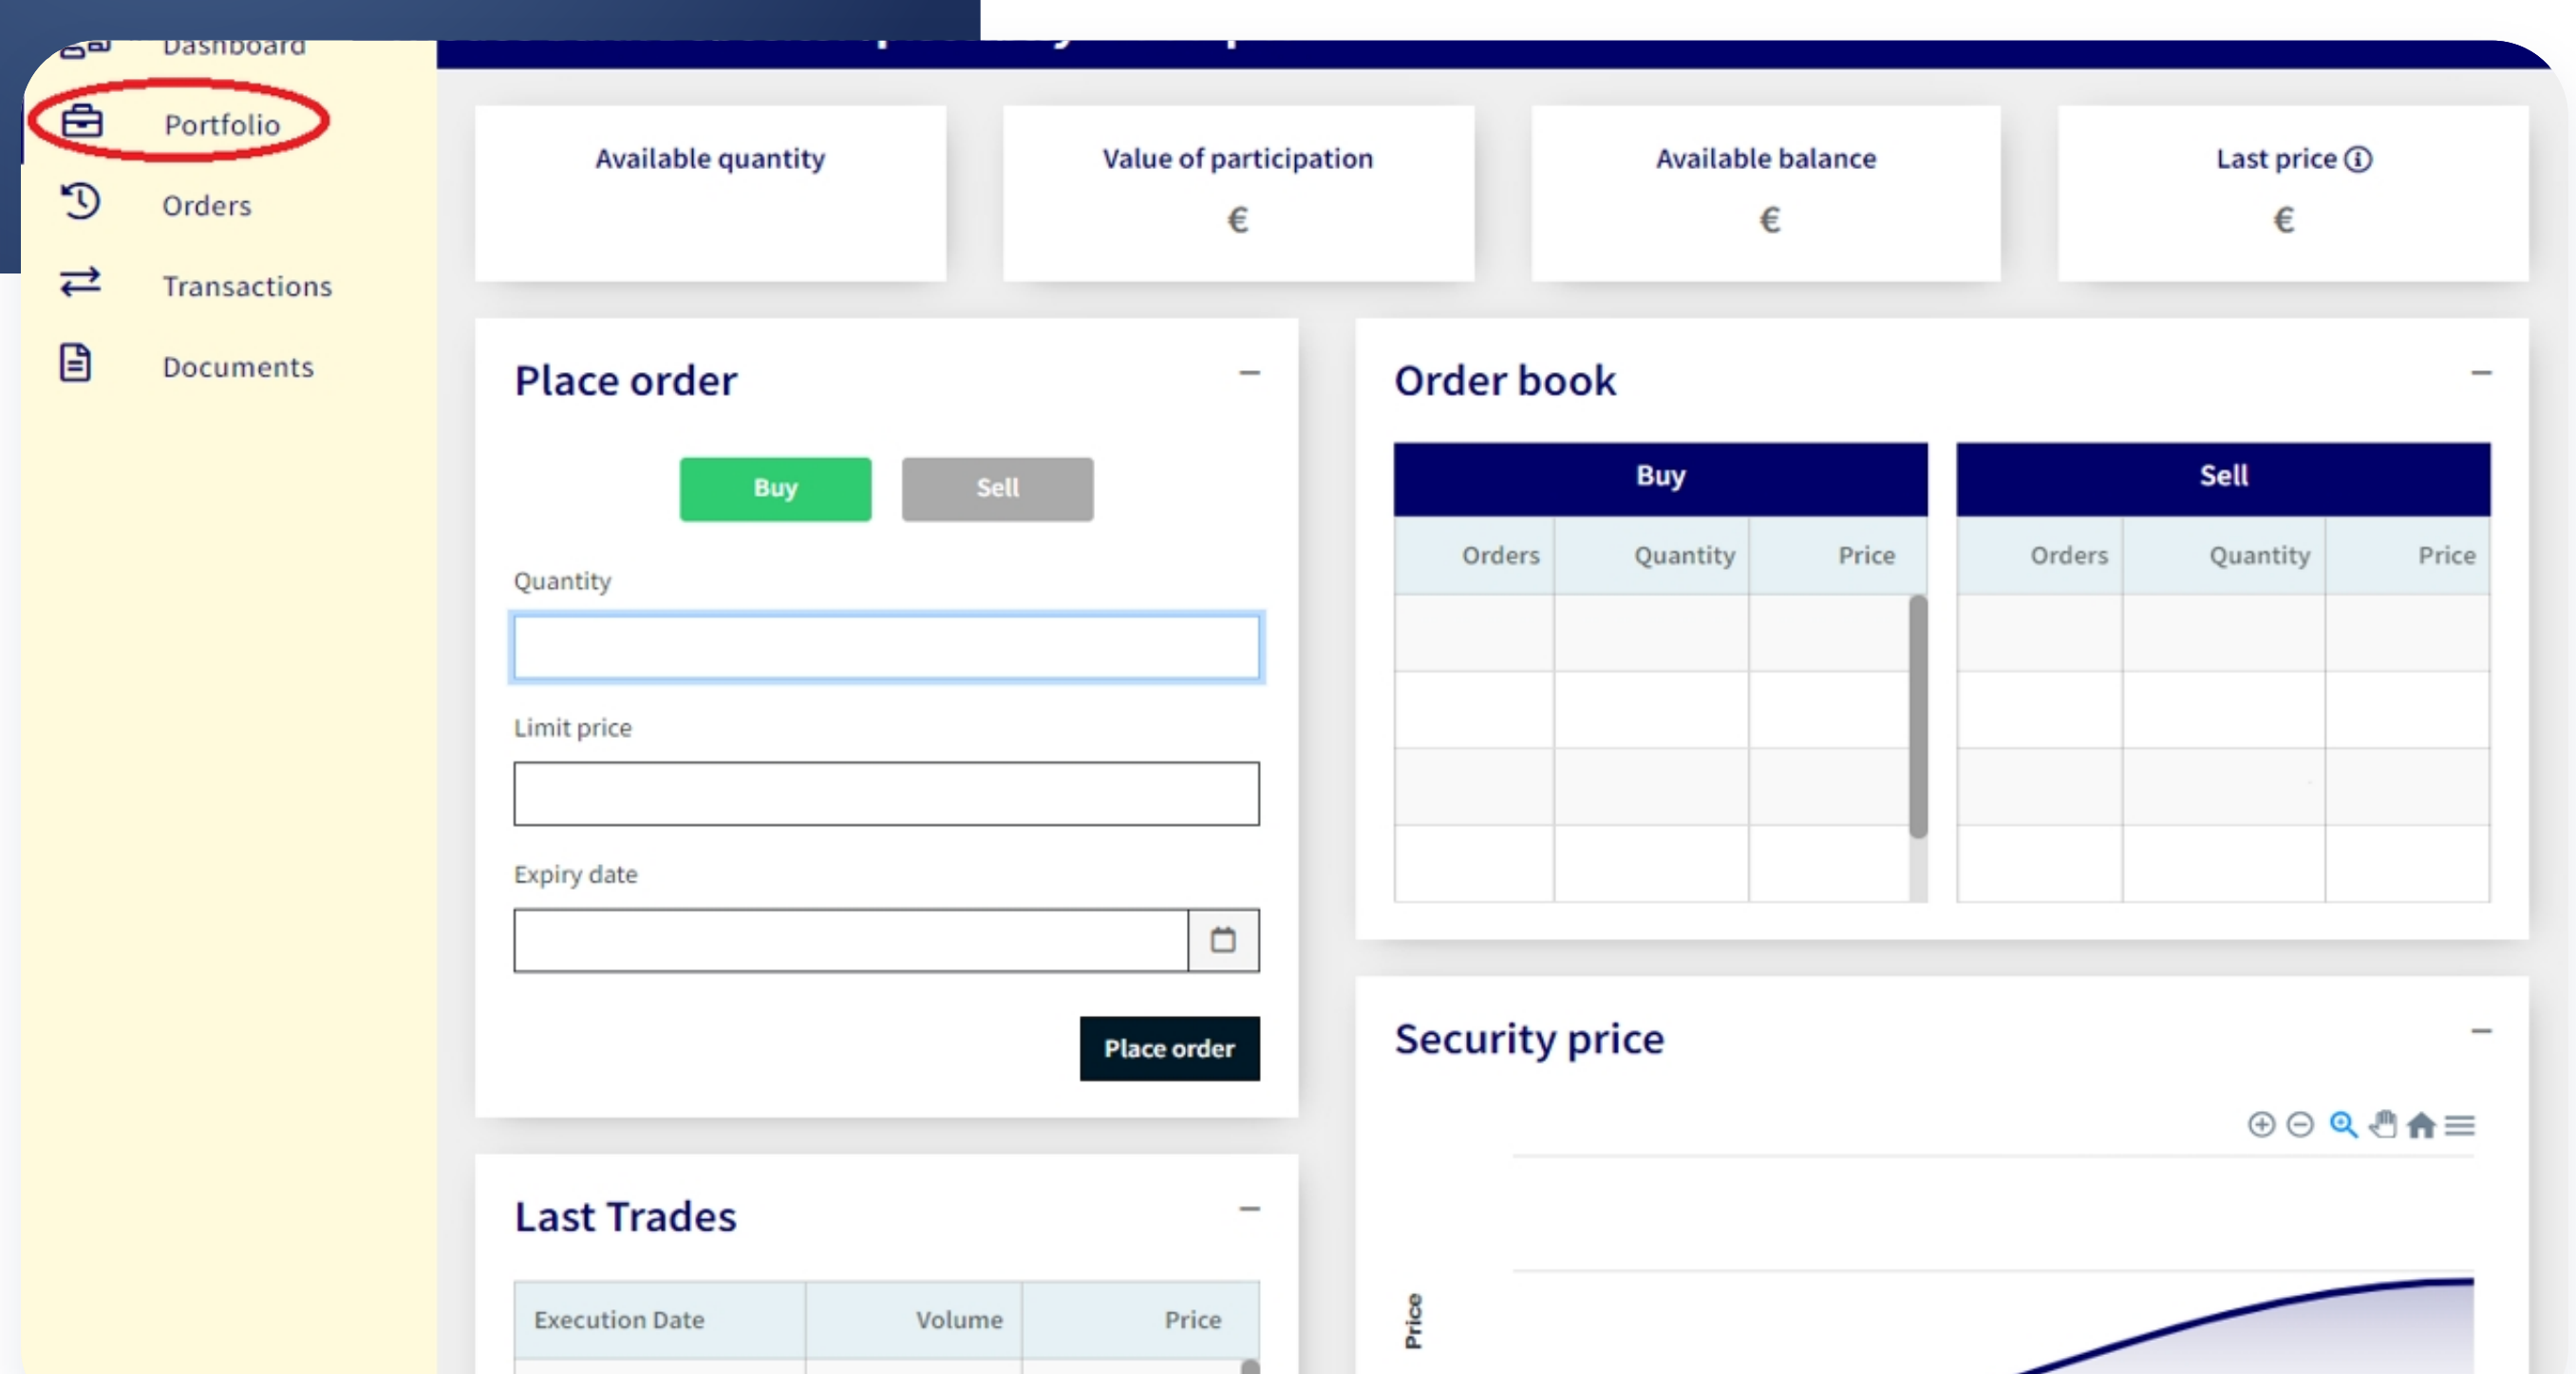 Dashboard
Portfolio
Orders
Transactions
Documents
Available quantity
Value of participation
€
Available balance
€
Last price
€
Place order
Buy Sell
Quantity
Limit price
Expiry date
Place order
Order book
Buy Sell
Orders Quantity Price Orders Quantity Price
Security price
Price
Last Trades
Execution Date Volume Price